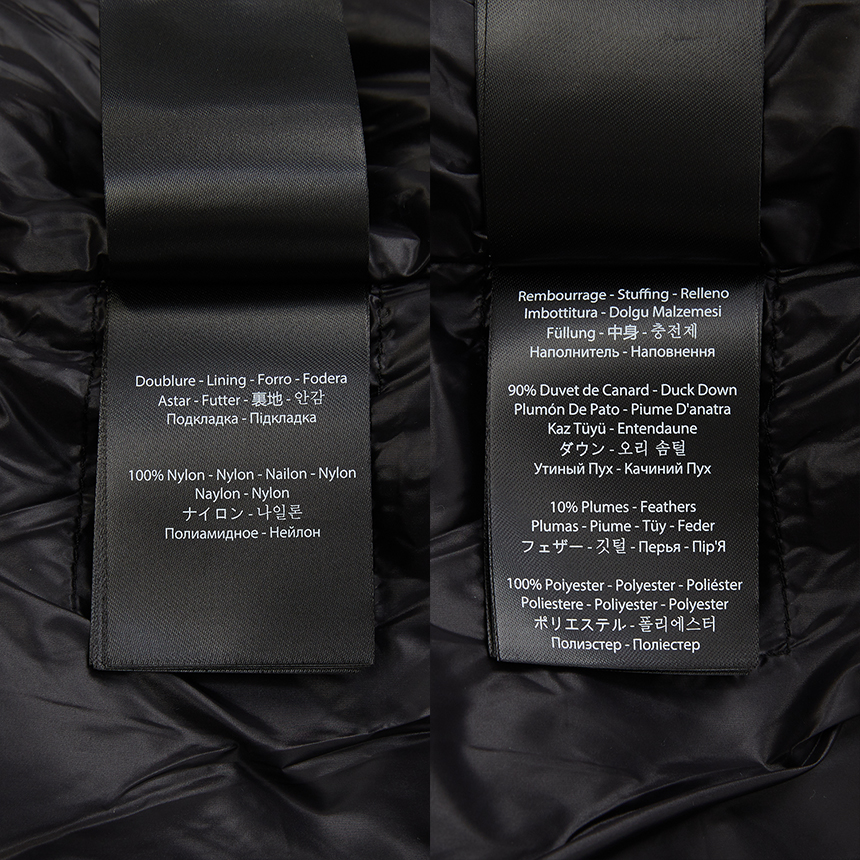 Doublure - Lining - Forro - Fodera
Astar - Futter - 裏地 - 안감
Подкладка - Підкладка
100% Nylon - Nylon - Nailon - Nylon
Naylon - Nylon
ナイロン - 나일론
Полиамидное - Нейлон
Rembourrage - Stuffing - Relleno
Imbottitura - Dolgu Malzemesi
Füllung - 中身 - 충전제
Наполнитель - Наповнення
90% Duvet de Canard - Duck Down
Plumón De Pato - Piume D'anatra
Kaz Tüyü - Entendaune
ダウン - 오리 솜털
Утиный Пух - Качиний Пух
10% Plumes - Feathers
Plumas - Piume - Tüy - Feder
フェザー - 깃털 - Перья - Пір'Я
100% Polyester - Polyester - Poliéster
Poliestere - Poliyester - Polyester
ポリエステル - 폴리에스터
Полиэстер - Поліестер